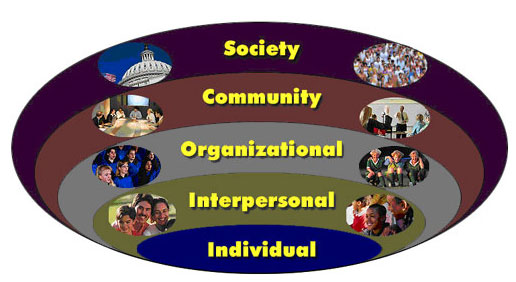 Society
Community
Organizational
Interpersonal
Individual